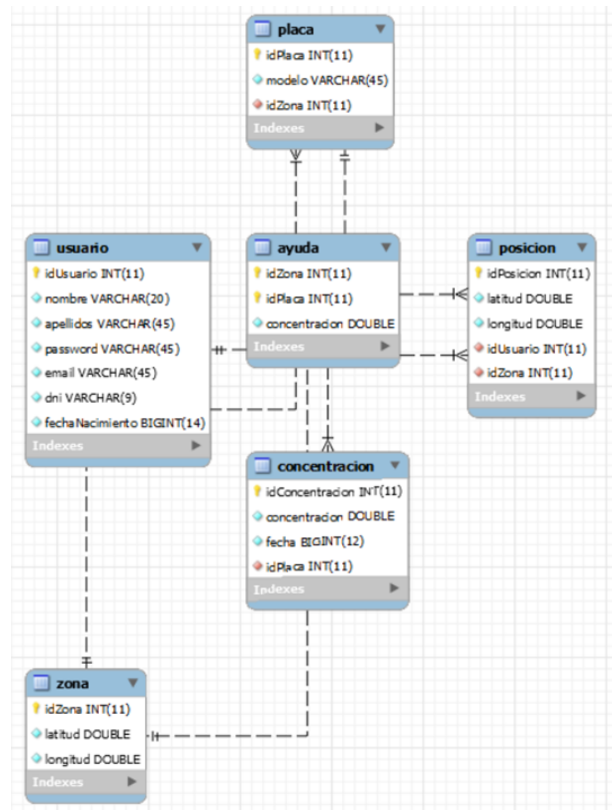 placa
idPlaca INT(11)
modelo VARCHAR(45)
idZona INT(11)
Indexes
usuario
idUsuario INT(11)
nombre VARCHAR(20)
apellidos VARCHAR(45)
password VARCHAR(45)
email VARCHAR(45)
dni VARCHAR(9)
fechaNacimiento BIGINT(14)
Indexes
ayuda
idZona INT(11)
idPlaca INT(11)
concentracion DOUBLE
Indexes
posicion
idPosicion INT(11)
latitud DOUBLE
longitud DOUBLE
idUsuario INT(11)
idZona INT(11)
Indexes
concentracion
idConcentracion INT(11)
concentracion DOUBLE
fecha BIGINT(12)
idPlaca INT(11)
Indexes
zona
idZona INT(11)
latitud DOUBLE
longitud DOUBLE
Indexes